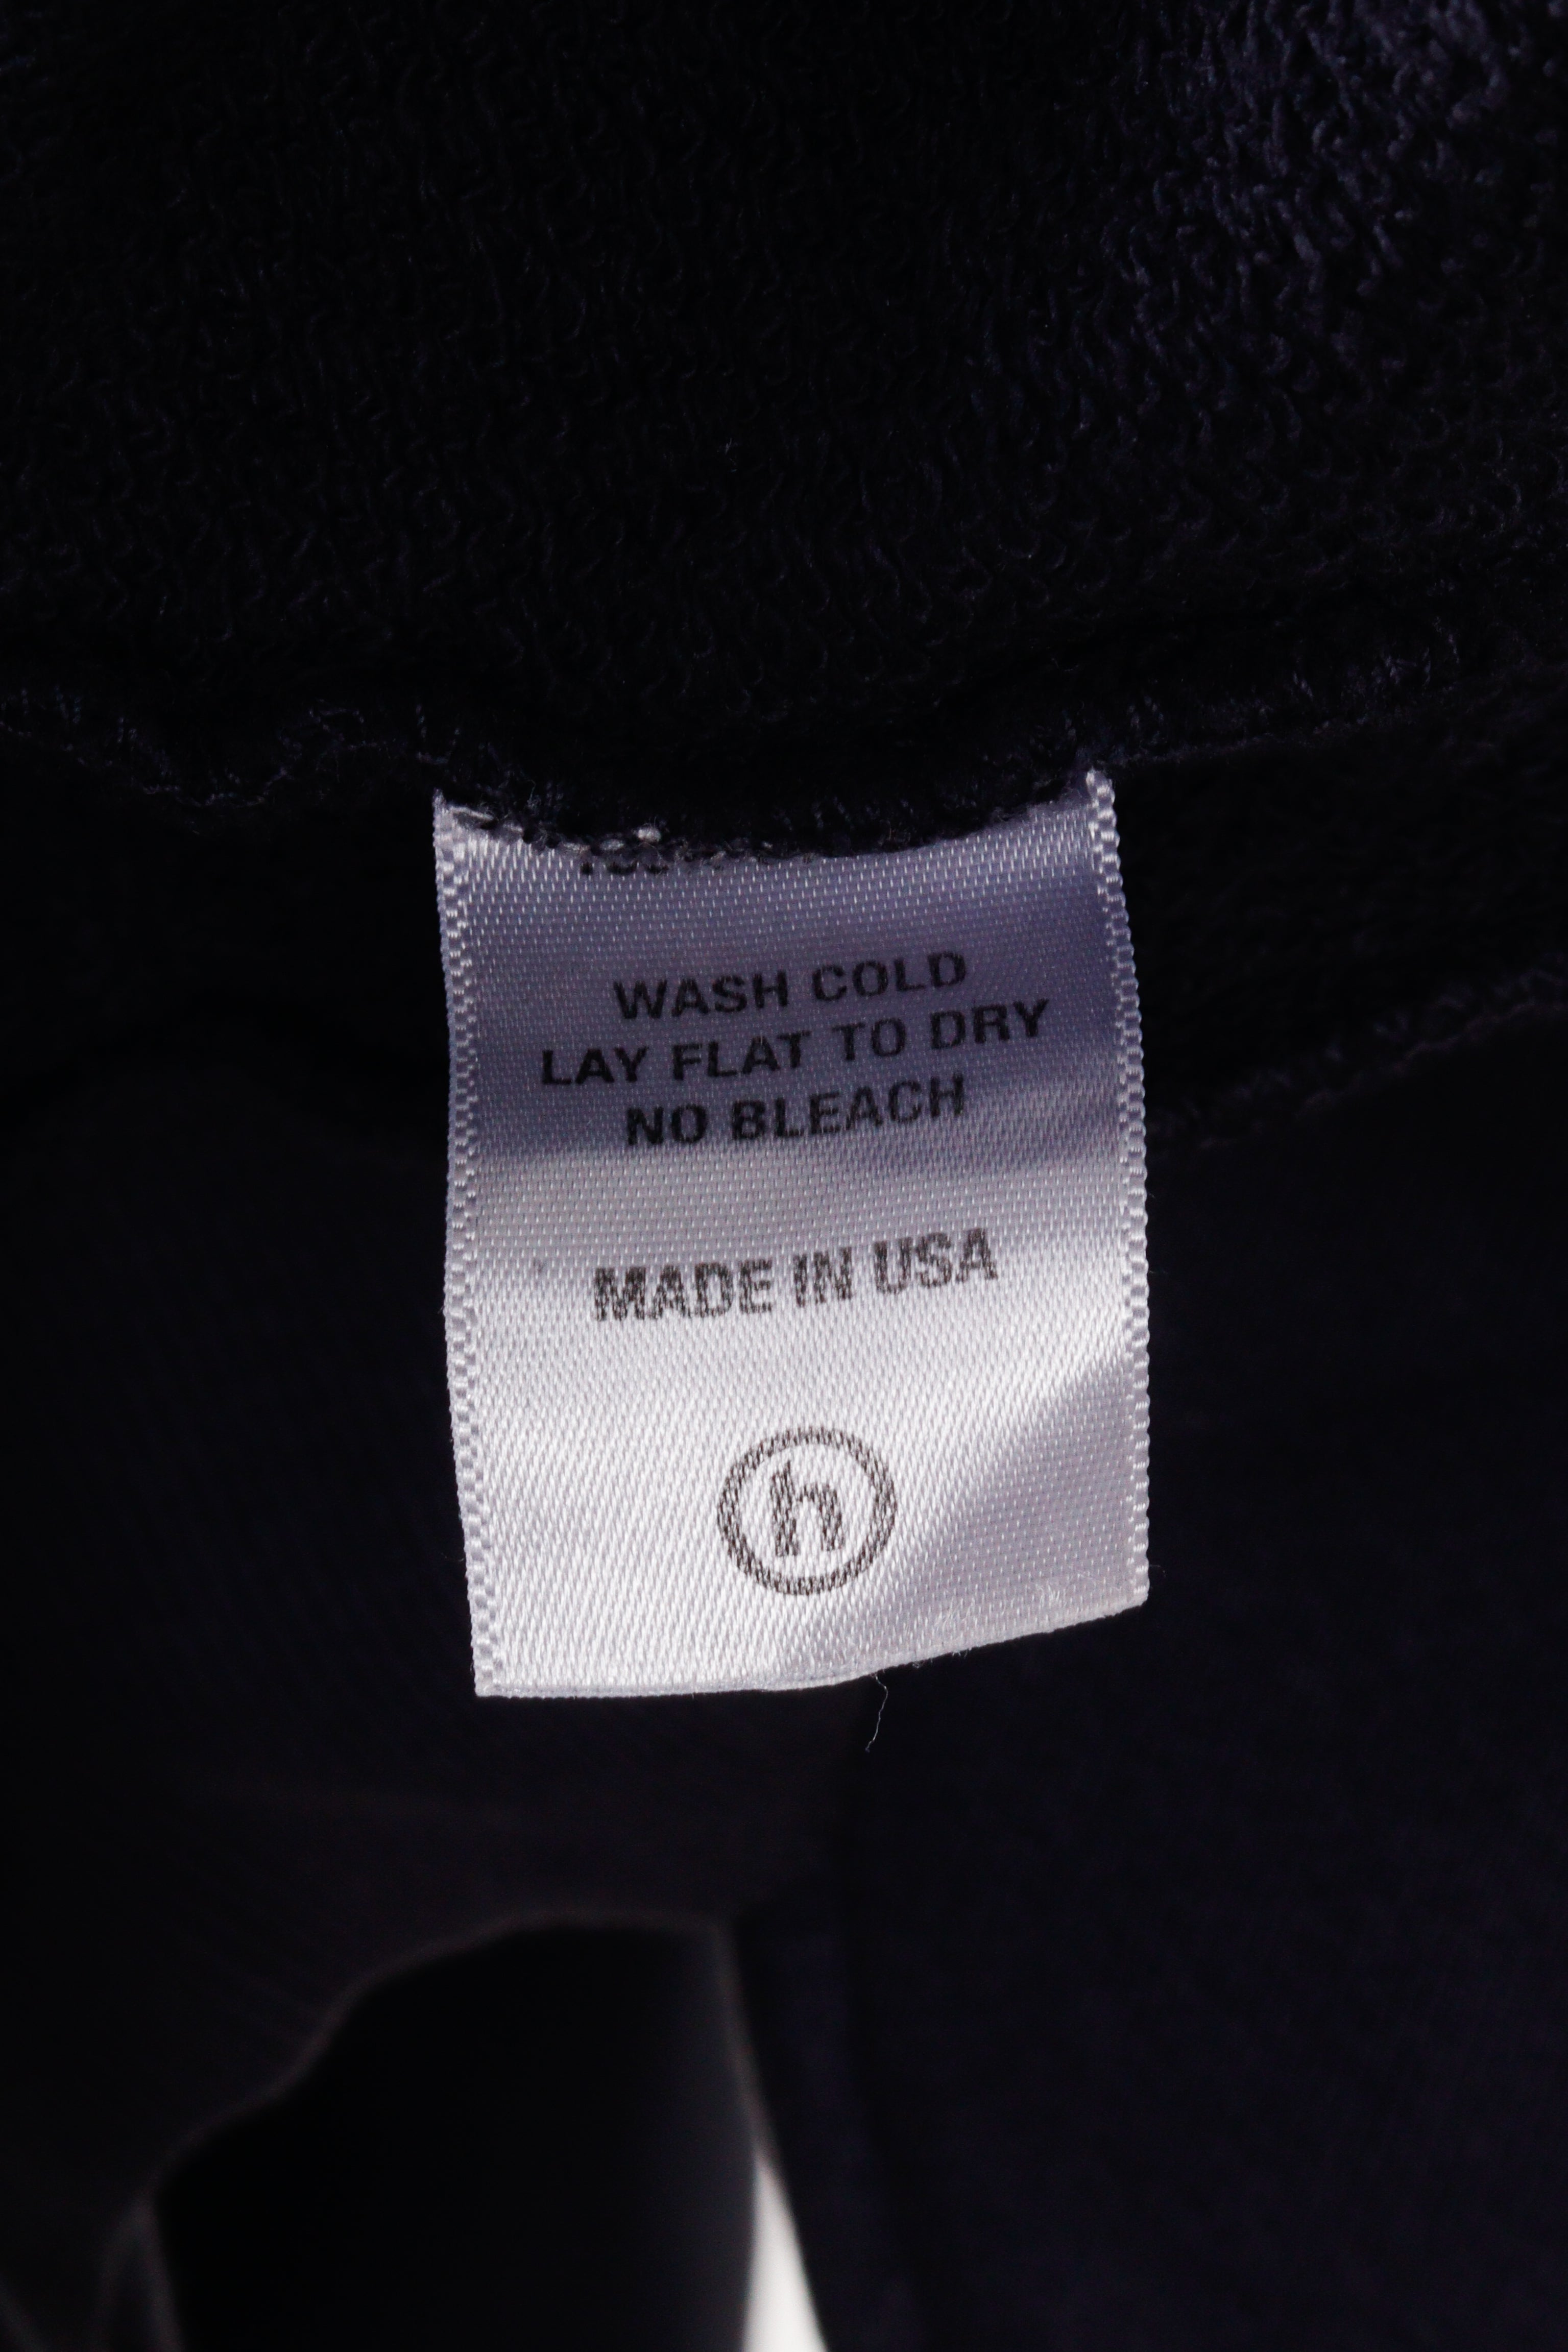 WASH COLD
LAY FLAT TO DRY
NO BLEACH
MADE IN USA
h